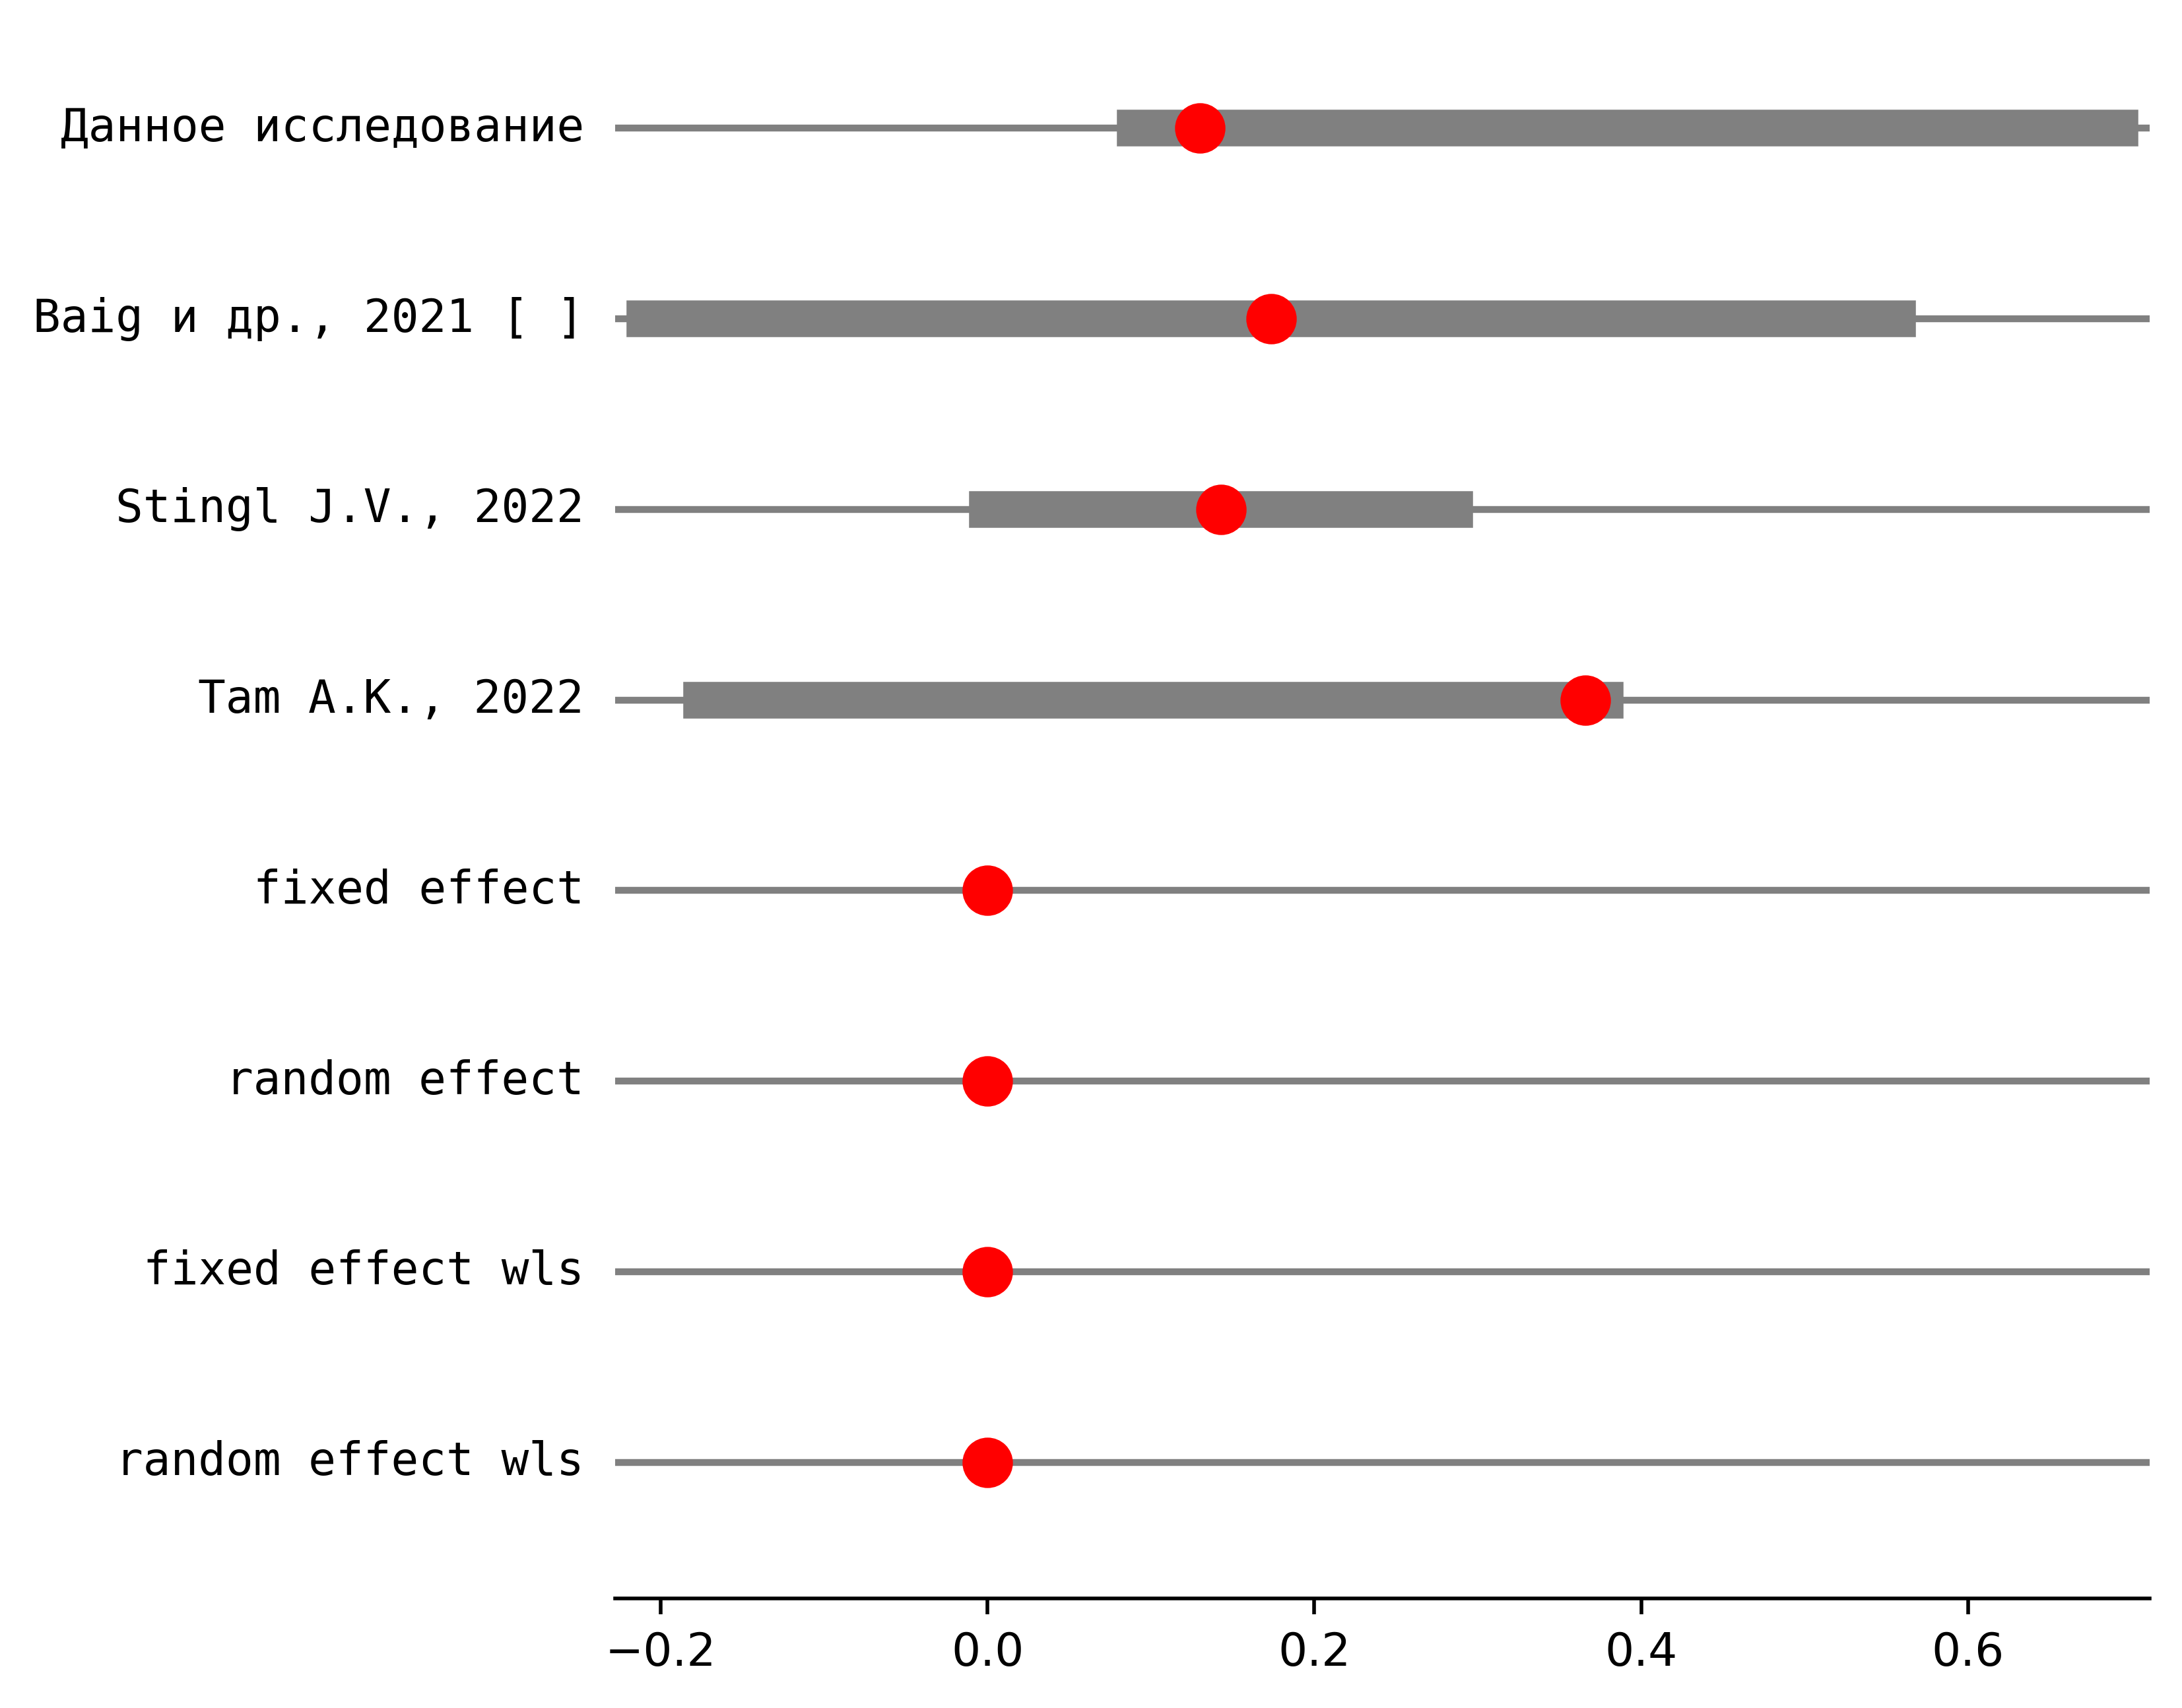 Данное исследование
Baig и др., 2021 [ ]
Stingl J.V., 2022
Tam A.K., 2022
fixed effect
random effect
fixed effect wls
random effect wls
−0.2 0.0 0.2 0.4 0.6